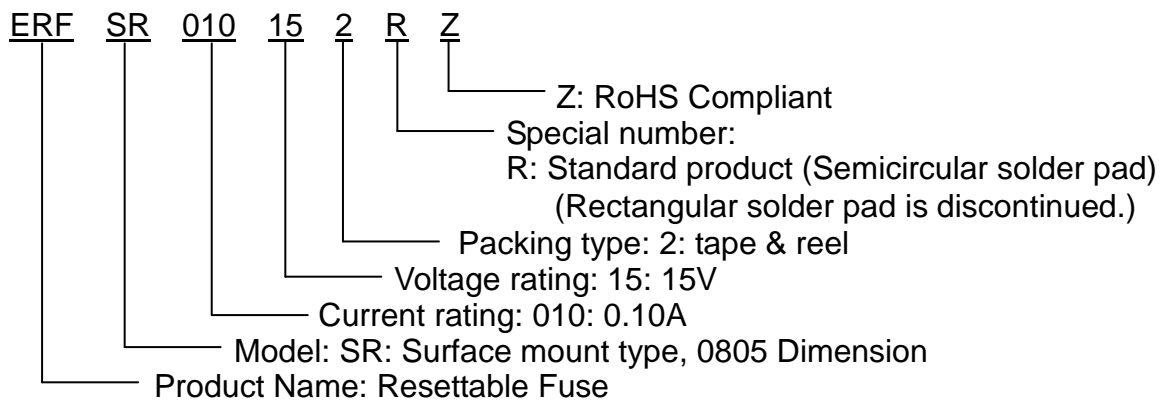 ERF SR 010 15 2 R Z
Z: RoHS Compliant
Special number:
R: Standard product (Semicircular solder pad)
(Rectangular solder pad is discontinued.)
Packing type: 2: tape & reel
Voltage rating: 15: 15V
Current rating: 010: 0.10A
Model: SR: Surface mount type, 0805 Dimension
Product Name: Resettable Fuse